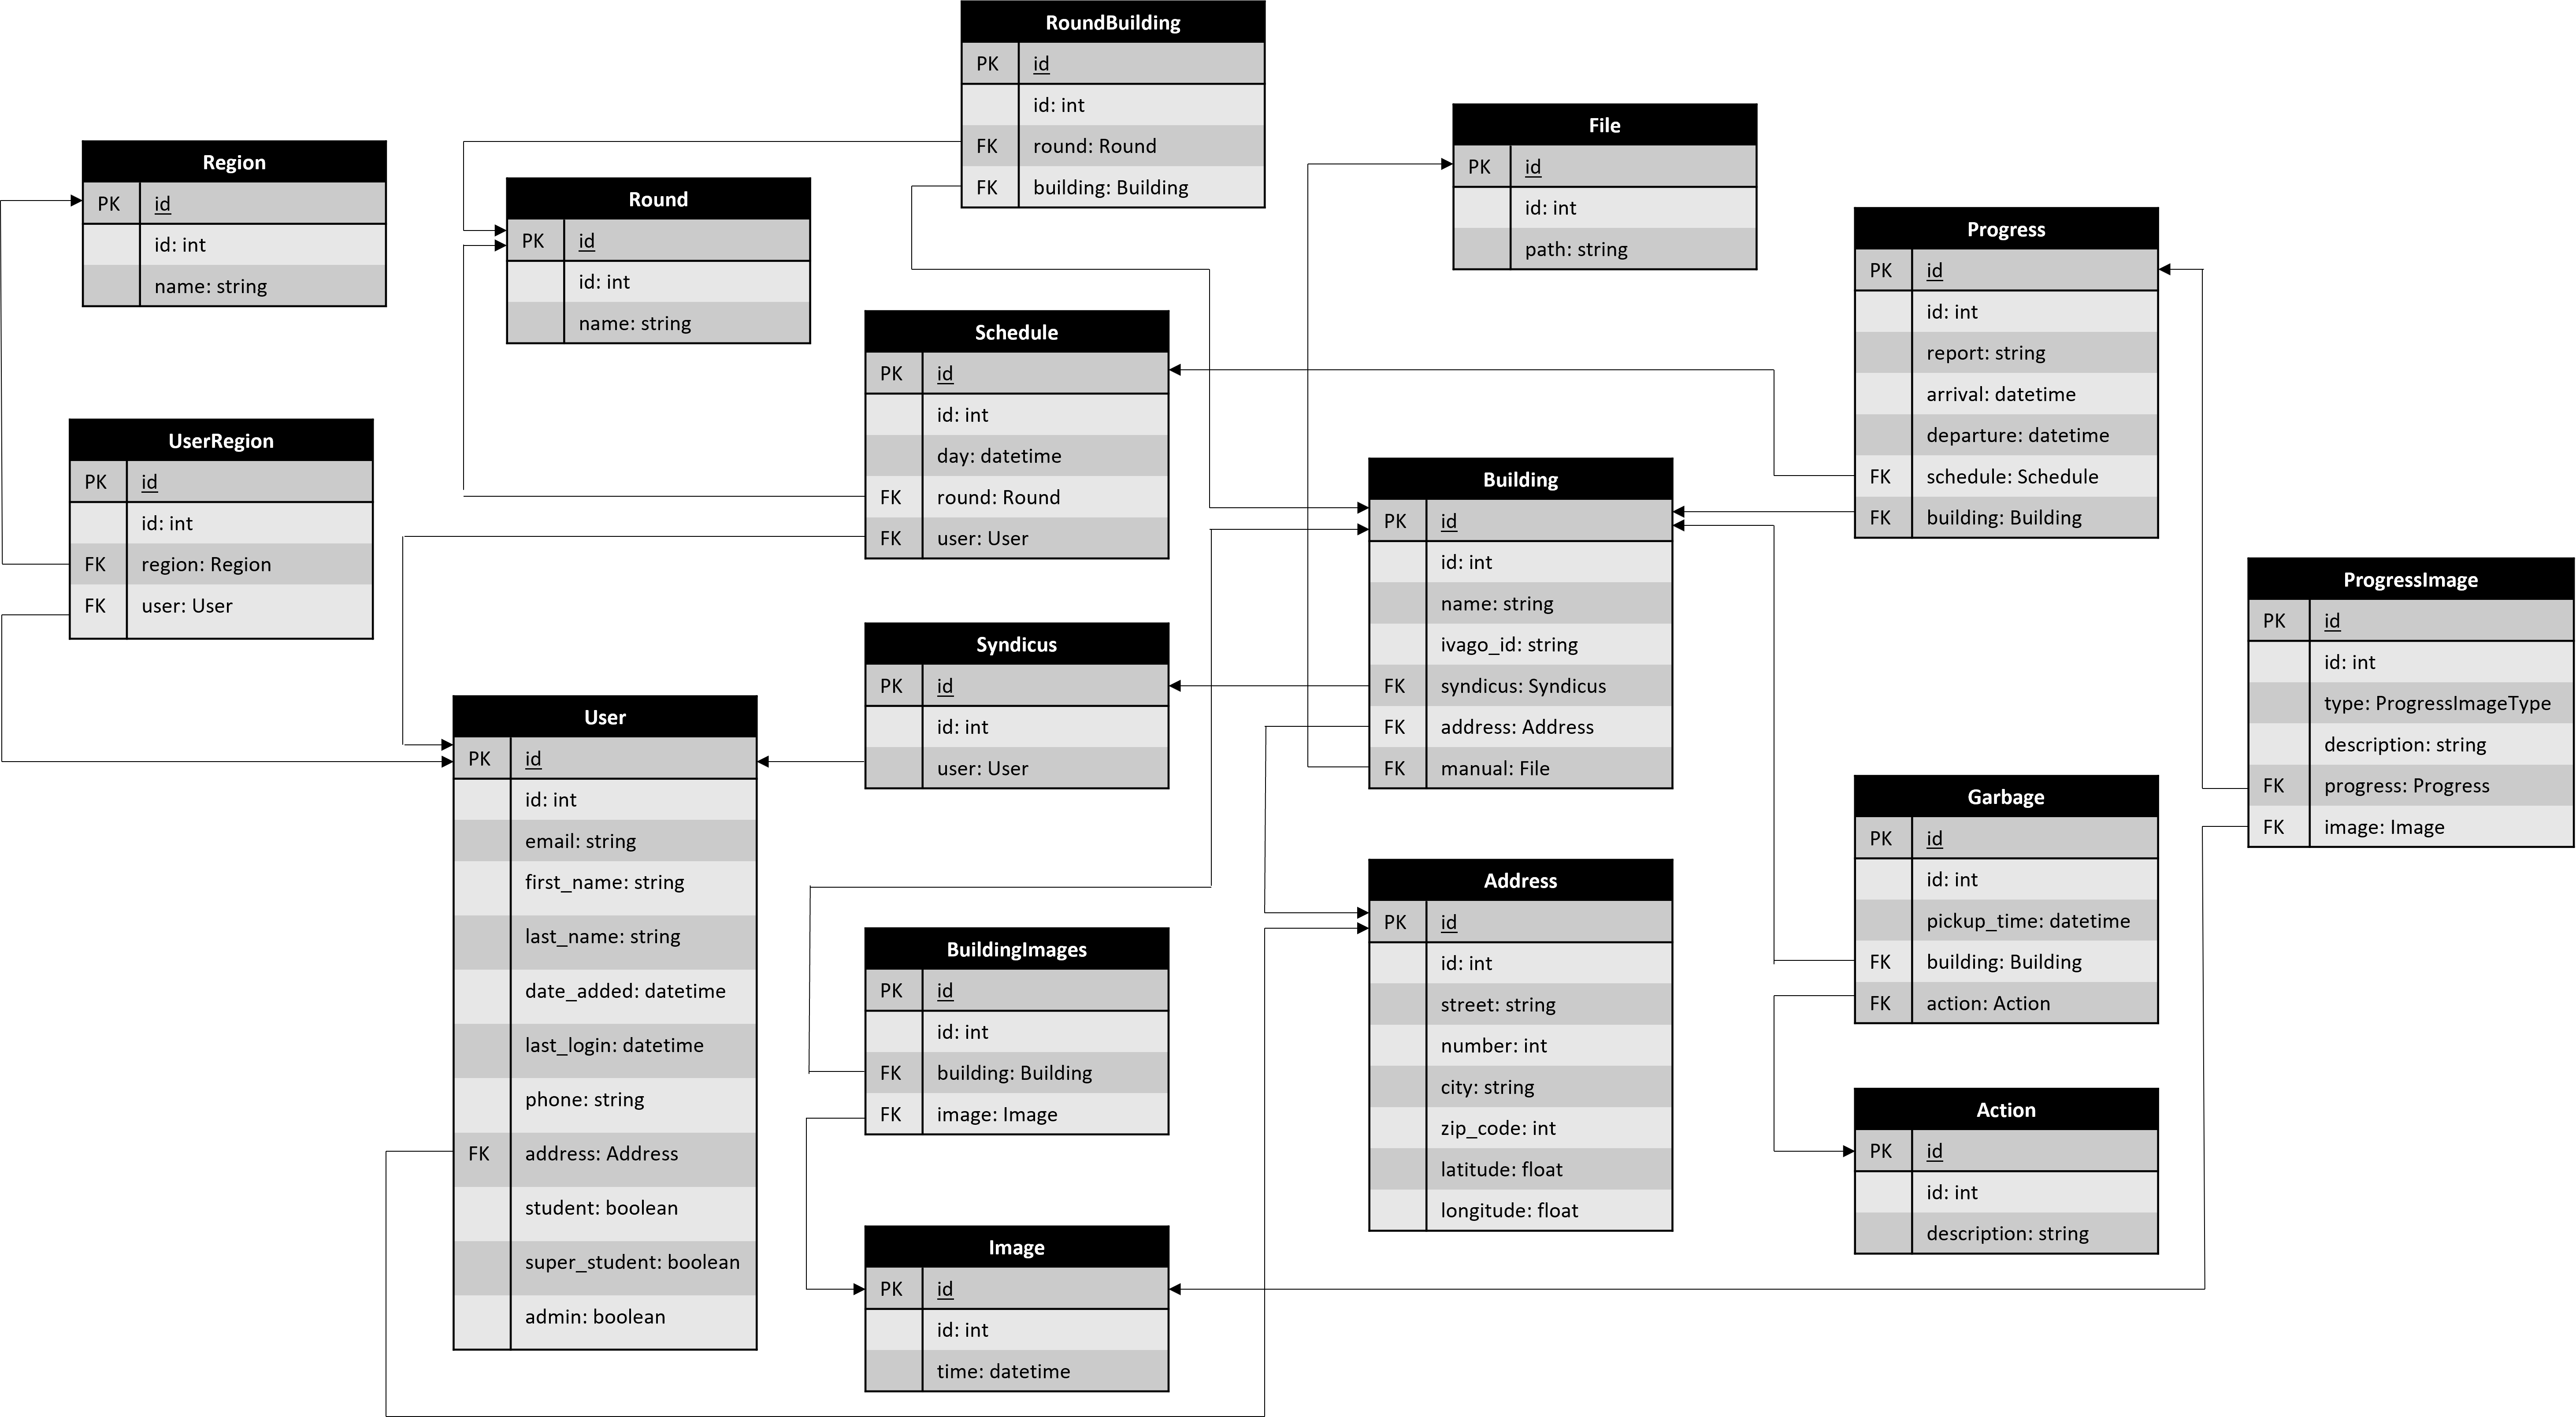 RoundBuilding
PK id
id: int
FK round: Round
FK building: Building
File
PK id
id: int
path: string
Region
PK id
id: int
name: string
Round
PK id
id: int
name: string
Progress
PK id
id: int
report: string
arrival: datetime
departure: datetime
FK schedule: Schedule
FK building: Building
Schedule
PK id
id: int
day: datetime
FK round: Round
FK user: User
UserRegion
PK id
id: int
FK region: Region
FK user: User
Building
PK id
id: int
name: string
ivago_id: string
FK syndicus: Syndicus
FK address: Address
FK manual: File
ProgressImage
PK id
id: int
type: ProgressImageType
description: string
FK progress: Progress
FK image: Image
Syndicus
PK id
id: int
user: User
User
PK id
id: int
email: string
first_name: string
last_name: string
date_added: datetime
last_login: datetime
phone: string
FK address: Address
student: boolean
super_student: boolean
admin: boolean
Garbage
PK id
id: int
pickup_time: datetime
FK building: Building
FK action: Action
Address
PK id
id: int
street: string
number: int
city: string
zip_code: int
latitude: float
longitude: float
BuildingImages
PK id
id: int
FK building: Building
FK image: Image
Action
PK id
id: int
description: string
Image
PK id
id: int
time: datetime